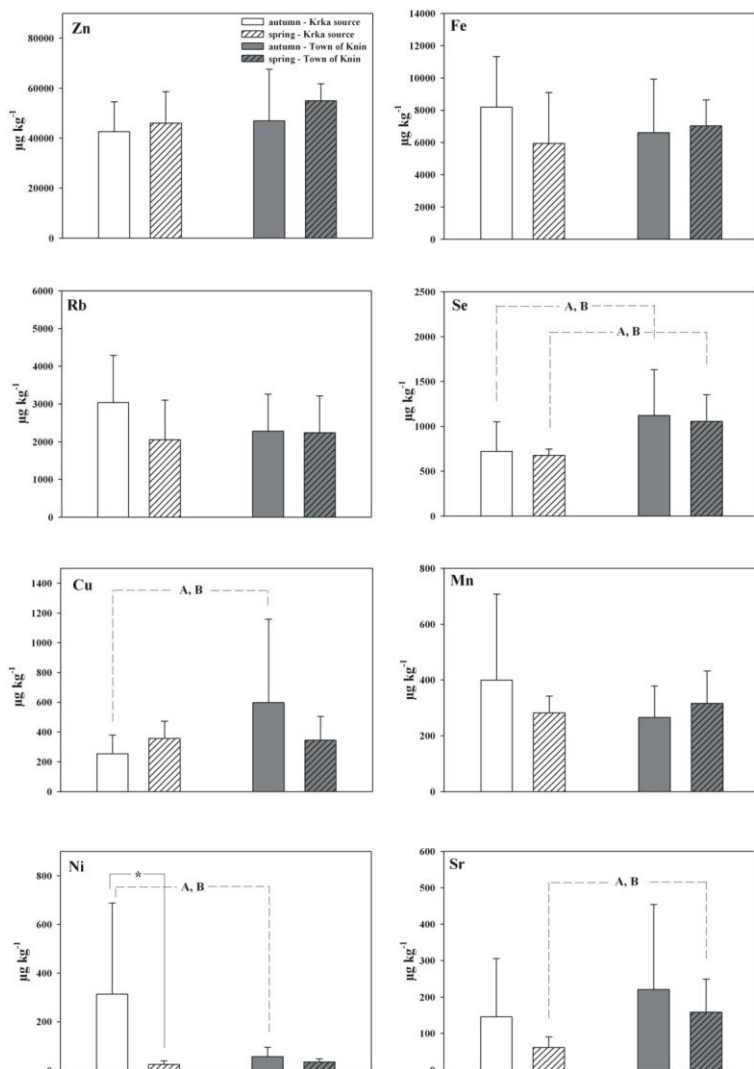 Zn
autumn - Krka source
spring - Krka source
autumn - Town of Knin
spring - Town of Knin
80000
60000
40000
20000
0
µg kg⁻¹
Fe
14000
12000
10000
8000
6000
4000
2000
0
µg kg⁻¹
Rb
6000
5000
4000
3000
2000
1000
0
µg kg⁻¹
Se
2500
2000
1500
1000
500
0
µg kg⁻¹
A, B
A, B
Cu
1400
1200
1000
800
600
400
200
0
µg kg⁻¹
A, B
Mn
800
600
400
200
0
µg kg⁻¹
Ni
800
600
400
200
0
µg kg⁻¹
*
A, B
Sr
600
500
400
300
200
100
0
µg kg⁻¹
A, B